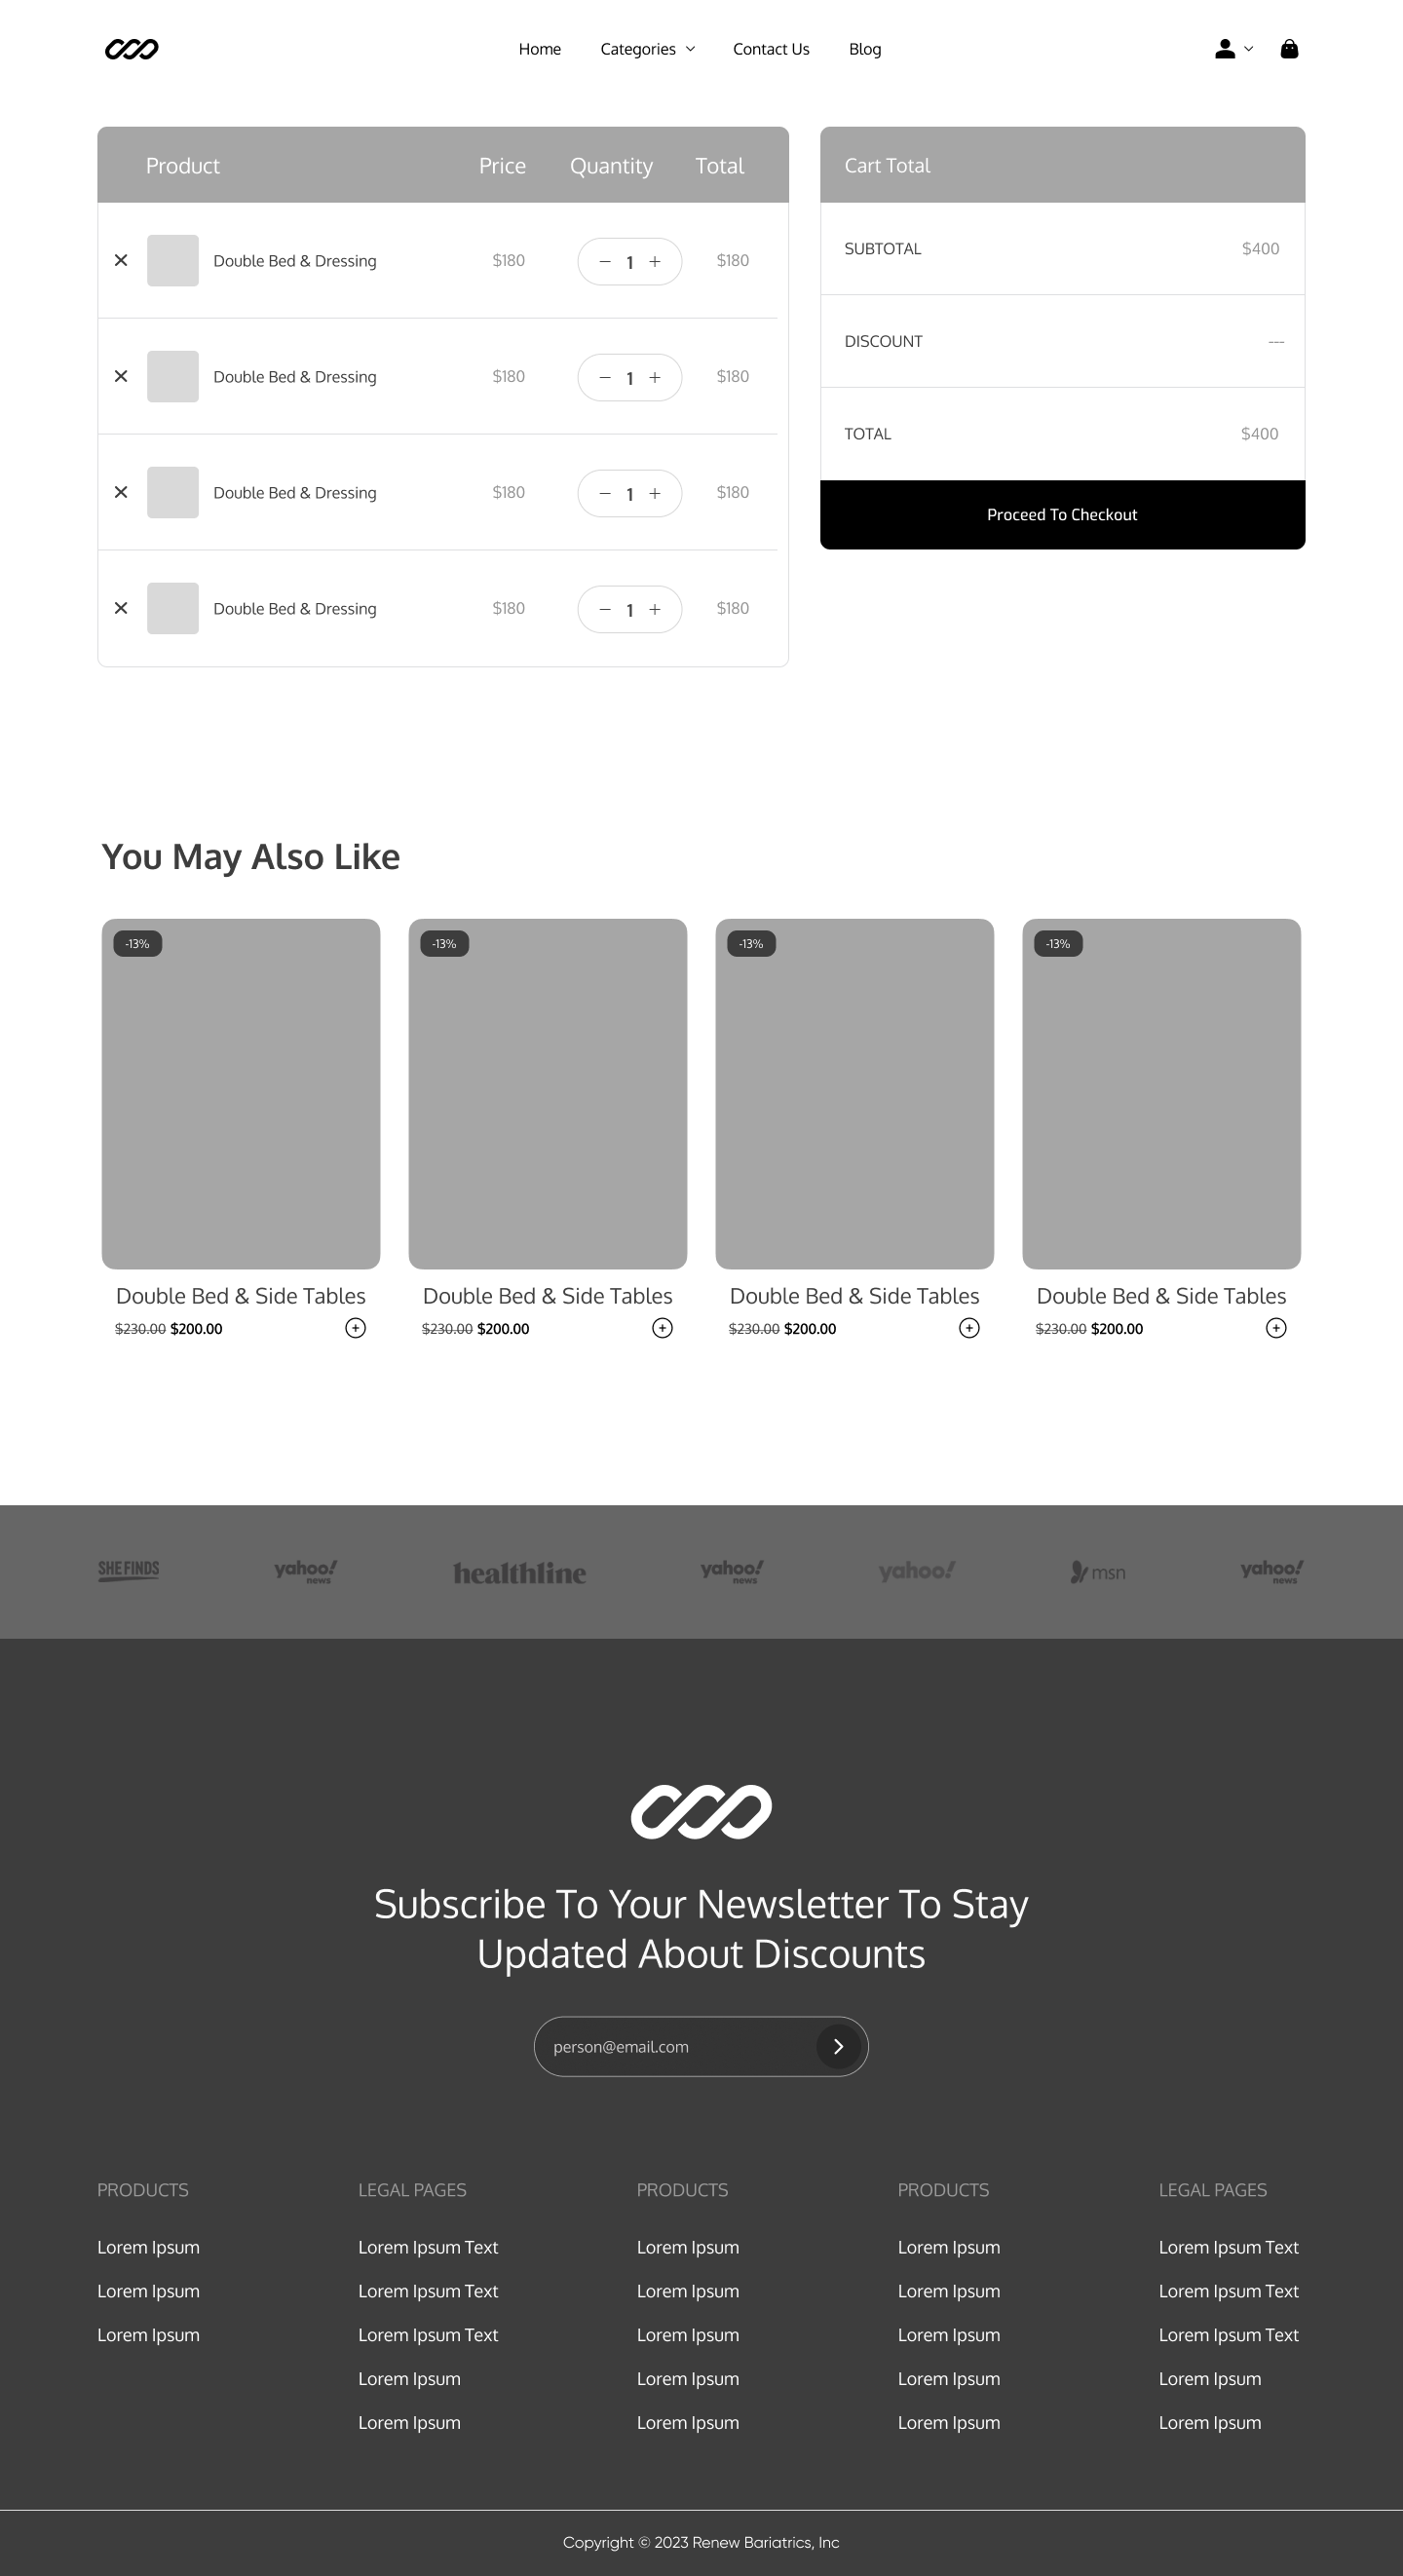 Home Categories Contact Us Blog
Product Price Quantity Total
Double Bed & Dressing $180 1 $180
Double Bed & Dressing $180 1 $180
Double Bed & Dressing $180 1 $180
Double Bed & Dressing $180 1 $180
Cart Total
SUBTOTAL $400
DISCOUNT ---
TOTAL $400
Proceed To Checkout
You May Also Like
-13% -13% -13% -13%
Double Bed & Side Tables Double Bed & Side Tables Double Bed & Side Tables Double Bed & Side Tables
$230.00 $200.00 $230.00 $200.00 $230.00 $200.00 $230.00 $200.00
SHEFINDS yahoo! news healthline yahoo! news yahoo! msn yahoo! news
Subscribe To Your Newsletter To Stay
Updated About Discounts
person@email.com
PRODUCTS LEGAL PAGES PRODUCTS PRODUCTS LEGAL PAGES
Lorem Ipsum Lorem Ipsum Text Lorem Ipsum Lorem Ipsum Lorem Ipsum Text
Lorem Ipsum Lorem Ipsum Text Lorem Ipsum Lorem Ipsum Lorem Ipsum Text
Lorem Ipsum Lorem Ipsum Text Lorem Ipsum Lorem Ipsum Lorem Ipsum Text
Lorem Ipsum Lorem Ipsum Lorem Ipsum Lorem Ipsum
Lorem Ipsum Lorem Ipsum Lorem Ipsum Lorem Ipsum
Copyright © 2023 Renew Bariatrics, Inc